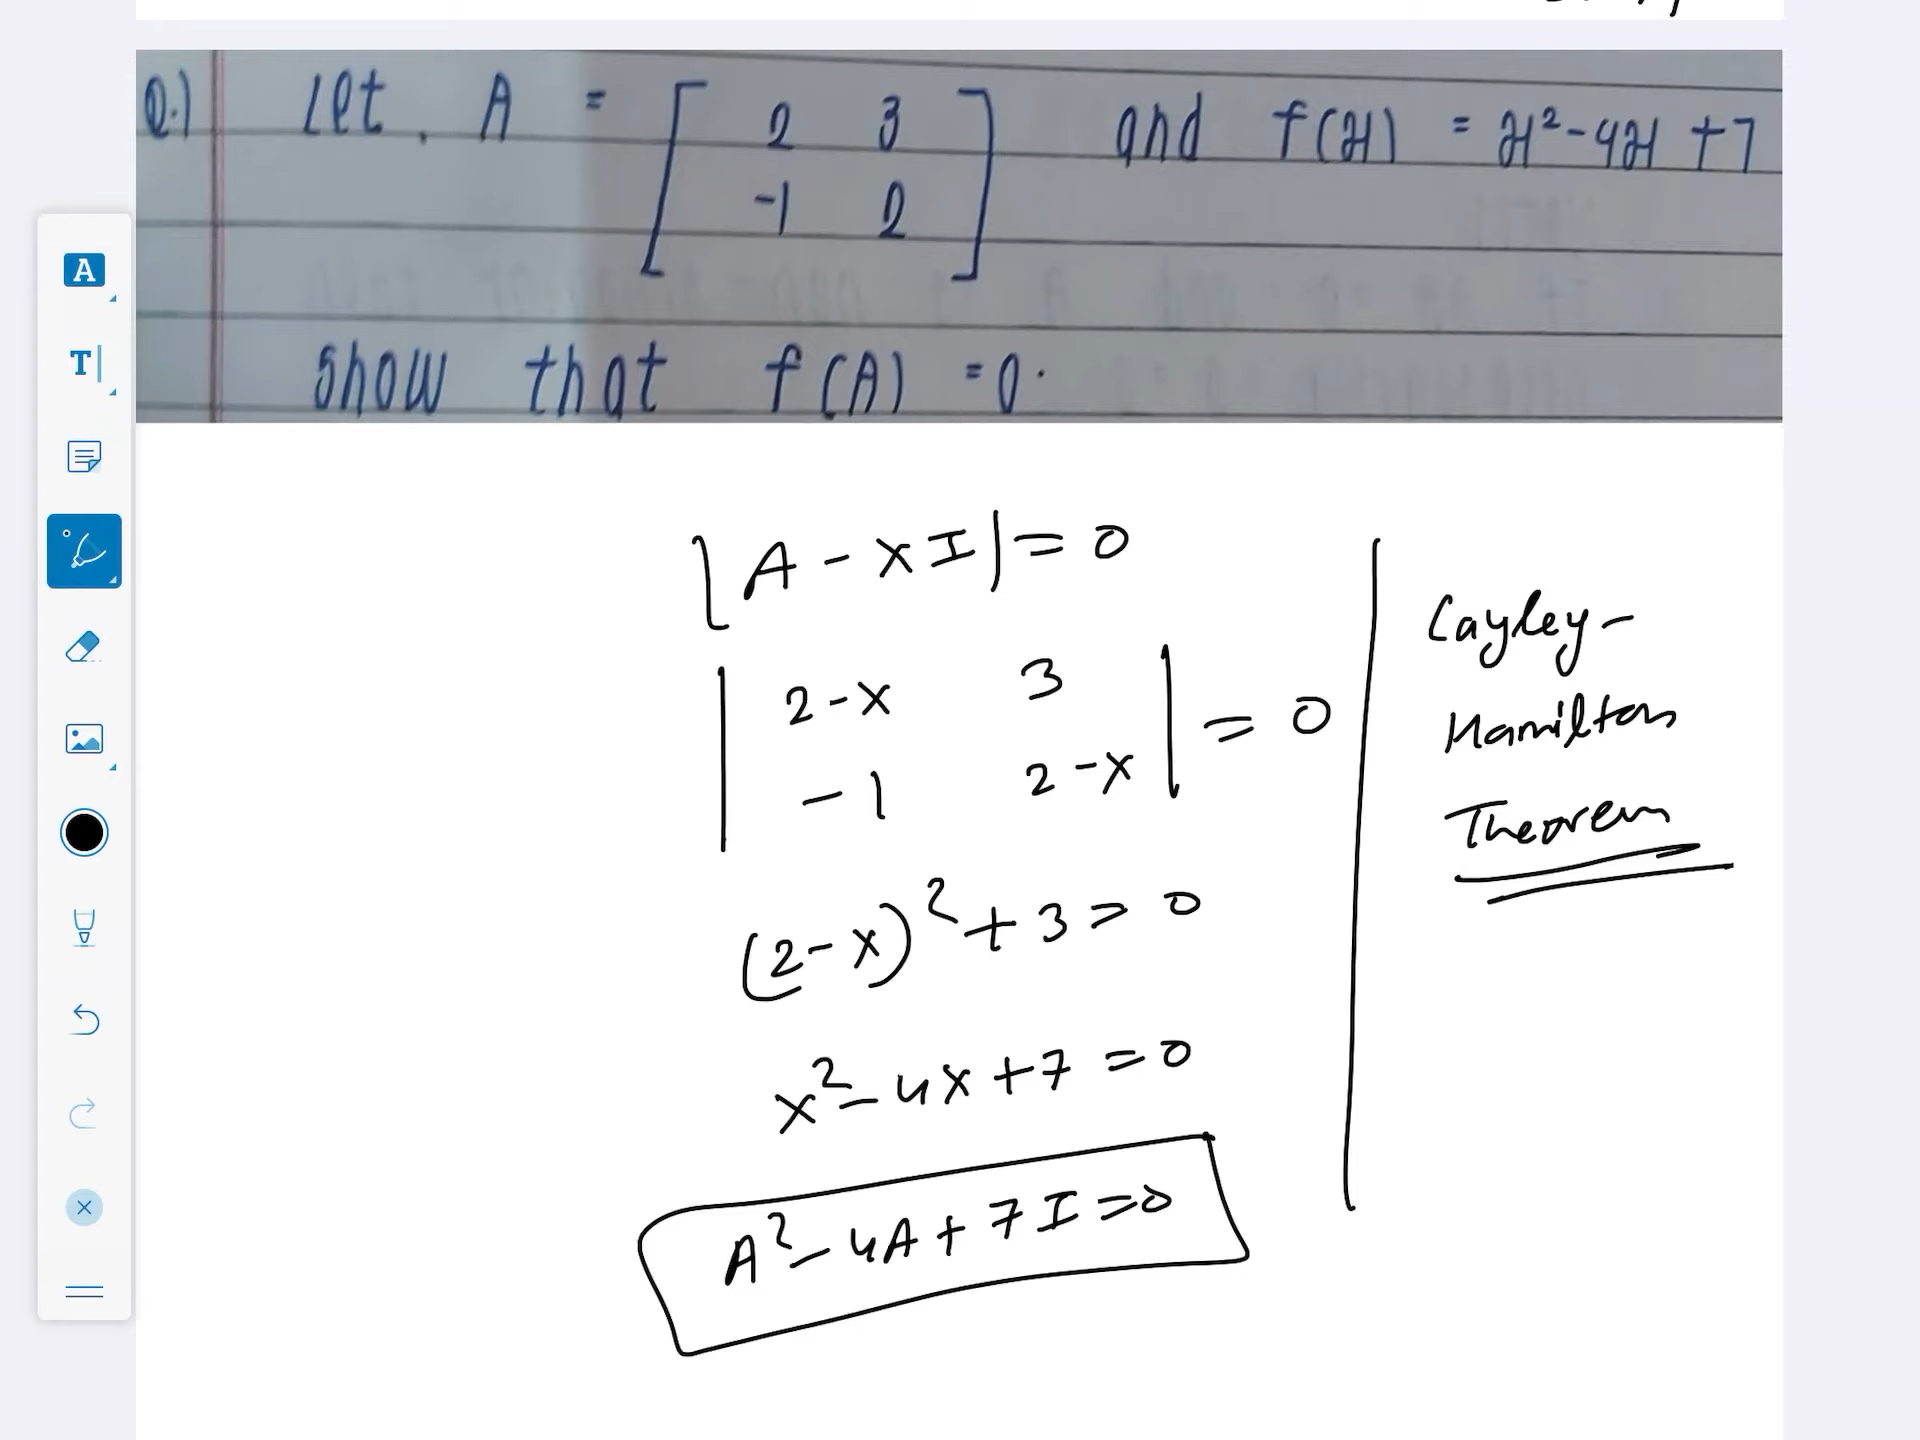 Q.1) Let, A = [ 2 3 ] and f(x) = x² - 4x + 7
-1 2
show that f(A) = 0.
|A - xI| = 0
| 2-x 3 | = 0
-1 2-x
(2-x)² + 3 = 0
x² - 4x + 7 = 0
A² - 4A + 7I = 0
Cayley-
Hamilton
Theorem
A
T